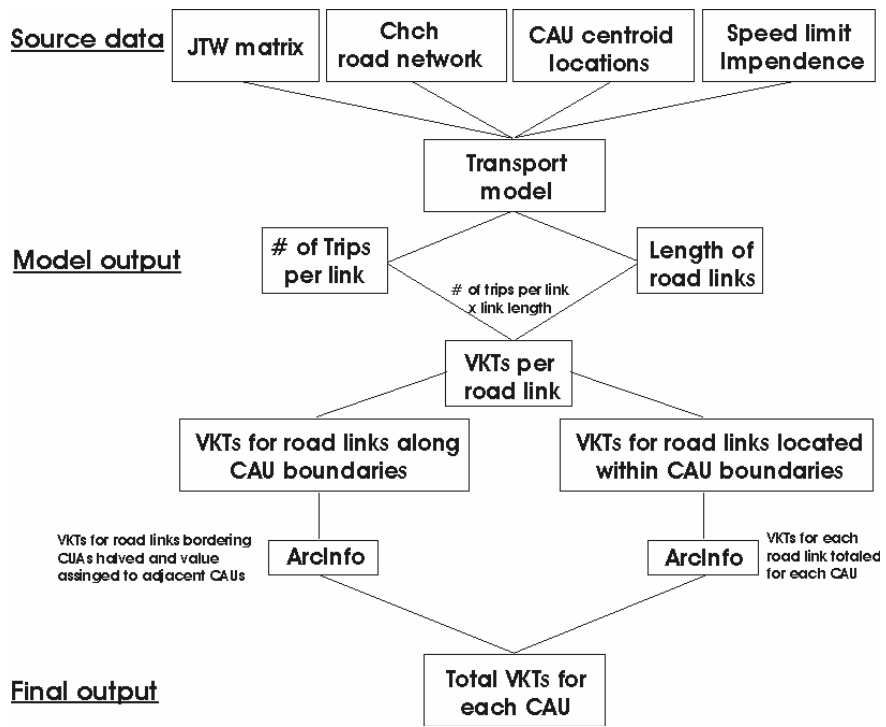 Source data
JTW matrix
Chch
road network
CAU centroid
locations
Speed limit
Impendence
Transport
model
Model output
# of Trips
per link
Length of
road links
# of trips per link
x link length
VKTs per
road link
VKTs for road links along
CAU boundaries
VKTs for road links located
within CAU boundaries
VKTs for road links bordering
CUAs halved and value
assinged to adjacent CAUs
ArcInfo
ArcInfo
VKTs for each
road link totaled
for each CAU
Final output
Total VKTs for
each CAU